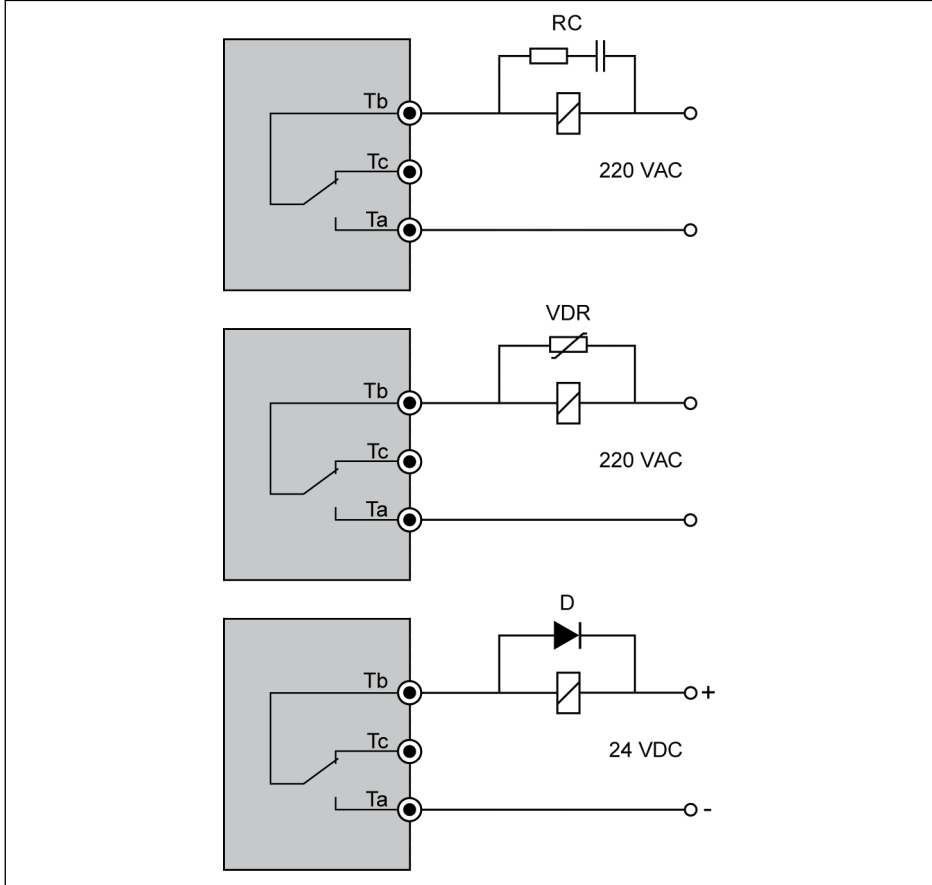 RC
Tb
Tc
220 VAC
Ta
VDR
Tb
Tc
220 VAC
Ta
D
Tb
+
Tc
24 VDC
Ta
-